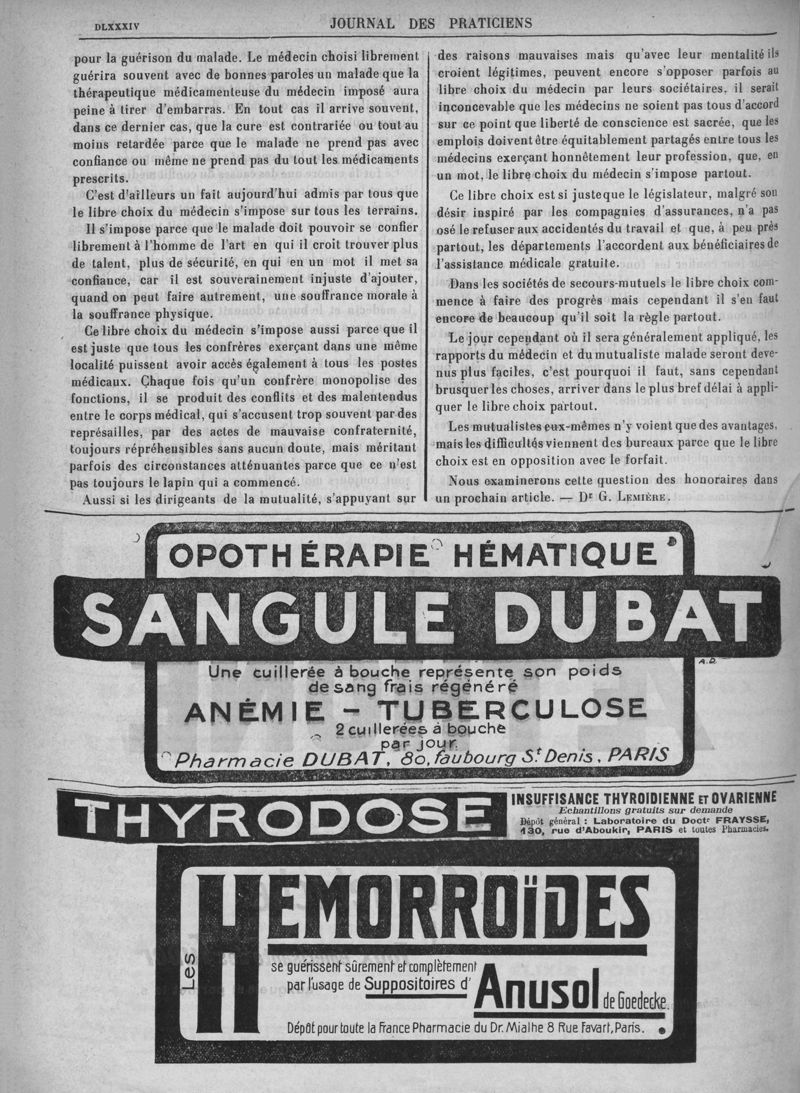 DLXXXIV
JOURNAL DES PRATICIENS
pour la guérison du malade. Le médecin choisi librement
guérira souvent avec de bonnes paroles un malade que la
thérapeutique médicamenteuse du médecin imposé aura
peine à tirer d'embarras. En tout cas il arrive souvent,
dans ce dernier cas, que la cure est contrariée ou tout au
moins retardée parce que le malade ne prend pas avec
confiance ou même ne prend pas du tout les médicaments
prescrits.
C'est d'ailleurs un fait aujourd'hui admis par tous que
le libre choix du médecin s'impose sur tous les terrains.
Il s'impose parce que le malade doit pouvoir se confier
librement à l'homme de l'art en qui il croit trouver plus
de talent, plus de sécurité, en qui en un mot il met sa
confiance, car il est souverainement injuste d'ajouter,
quand on peut faire autrement, une souffrance morale à
la souffrance physique.
Ce libre choix du médecin s'impose aussi parce que il
est juste que tous les confrères exerçant dans une même
localité puissent avoir accès également à tous les postes
médicaux. Chaque fois qu'un confrère monopolise des
fonctions, il se produit des conflits et des malentendus
entre le corps médical, qui s'accusent trop souvent par des
représailles, par des actes de mauvaise confraternité,
toujours répréhensibles sans aucun doute, mais méritant
parfois des circonstances atténuantes parce que ce n'est
pas toujours le lapin qui a commencé.
Aussi si les dirigeants de la mutualité, s'appuyant sur
des raisons mauvaises mais qu'avec leur mentalité ils
croient légitimes, peuvent encore s'opposer parfois au
libre choix du médecin par leurs sociétaires, il serait
inconcevable que les médecins ne soient pas tous d'accord
sur ce point que liberté de conscience est sacrée, que les
emplois doivent être équitablement partagés entre tous les
médecins exerçant honnêtement leur profession, que, en
un mot, le libre choix du médecin s'impose partout.
Ce libre choix est si juste que le législateur, malgré son
désir inspiré par les compagnies d'assurances, n'a pas
osé le refuser aux accidentés du travail et que, à peu près
partout, les départements l'accordent aux bénéficiaires de
l'assistance médicale gratuite.
Dans les sociétés de secours-mutuels le libre choix com-
mence à faire des progrès mais cependant il s'en faut
encore de beaucoup qu'il soit la règle partout.
Le jour cependant où il sera généralement appliqué, les
rapports du médecin et du mutualiste malade seront deve-
nus plus faciles, c'est pourquoi il faut, sans cependant
brusquer les choses, arriver dans le plus bref délai à appli-
quer le libre choix partout.
Les mutualistes eux-mêmes n'y voient que des avantages,
mais les difficultés viennent des bureaux parce que le libre
choix est en opposition avec le forfait.
Nous examinerons cette question des honoraires dans
un prochain article. — Dr G. LEMIÈRE.
OPOTHÉRAPIE HÉMATIQUE
SANGULE DUBAT
A.D.
Une cuillerée à bouche représente son poids
de sang frais régénéré
ANÉMIE - TUBERCULOSE
2 cuillerées à bouche
par jour.
Pharmacie DUBAT, 80, faubourg St Denis, PARIS
THYRODOSE
INSUFFISANCE THYROIDIENNE ET OVARIENNE
Echantillons gratuits sur demande
Dépôt général : Laboratoire du Doctr FRAYSSE,
130, rue d'Aboukir, PARIS et toutes Pharmacies.
Les HEMORROÏDES
se guérissent sûrement et complètement
par l'usage de Suppositoires d'
Anusol de Goedecke.
Dépôt pour toute la France Pharmacie du Dr. Mialhe 8 Rue Favart, Paris.